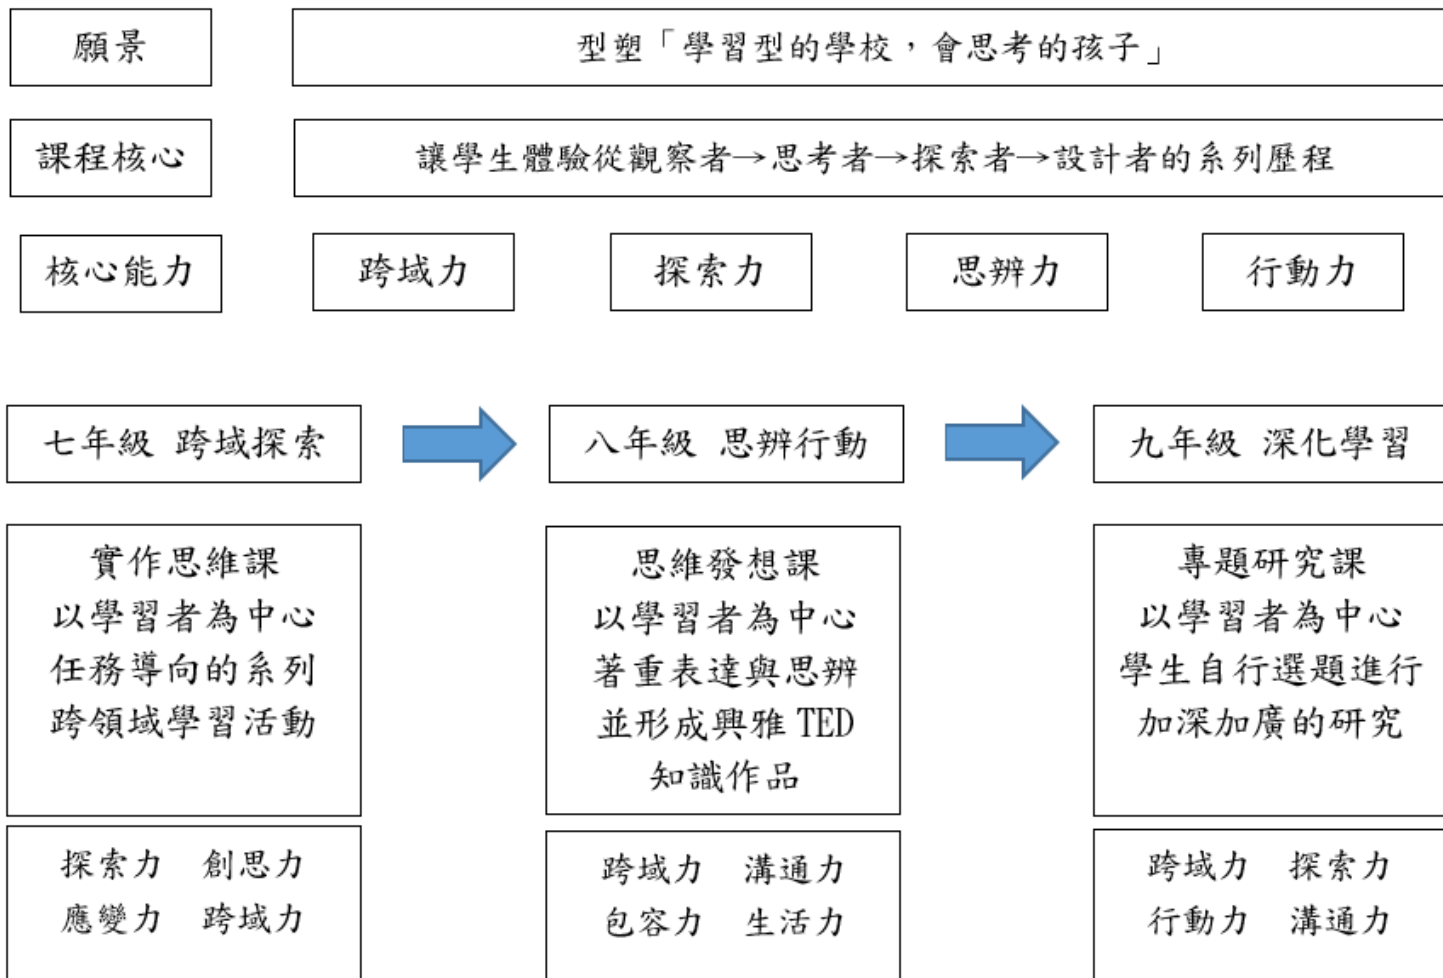 願景
型塑「學習型的學校，會思考的孩子」
課程核心
讓學生體驗從觀察者→思考者→探索者→設計者的系列歷程
核心能力
跨域力
探索力
思辨力
行動力
七年級 跨域探索
八年級 思辨行動
九年級 深化學習
實作思維課
以學習者為中心
任務導向的系列
跨領域學習活動
思維發想課
以學習者為中心
著重表達與思辨
並形成興雅 TED
知識作品
專題研究課
以學習者為中心
學生自行選題進行
加深加廣的研究
探索力 創思力
應變力 跨域力
跨域力 溝通力
包容力 生活力
跨域力 探索力
行動力 溝通力